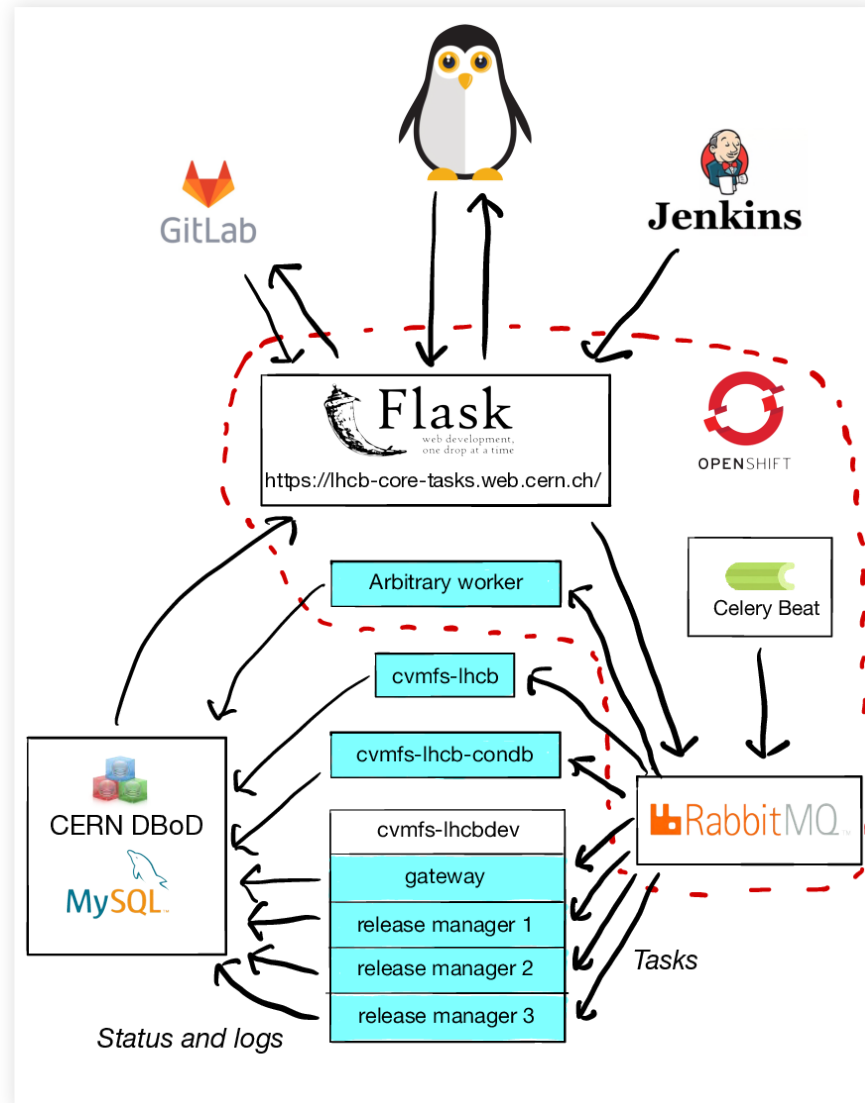 GitLab
Jenkins
Flask
web development,
one drop at a time
https://lhcb-core-tasks.web.cern.ch/
OPENSHIFT
Arbitrary worker
Celery Beat
cvmfs-lhcb
cvmfs-lhcb-condb
CERN DBoD
MySQL™
cvmfs-lhcbdev
gateway
release manager 1
release manager 2
release manager 3
RabbitMQ™
Tasks
Status and logs